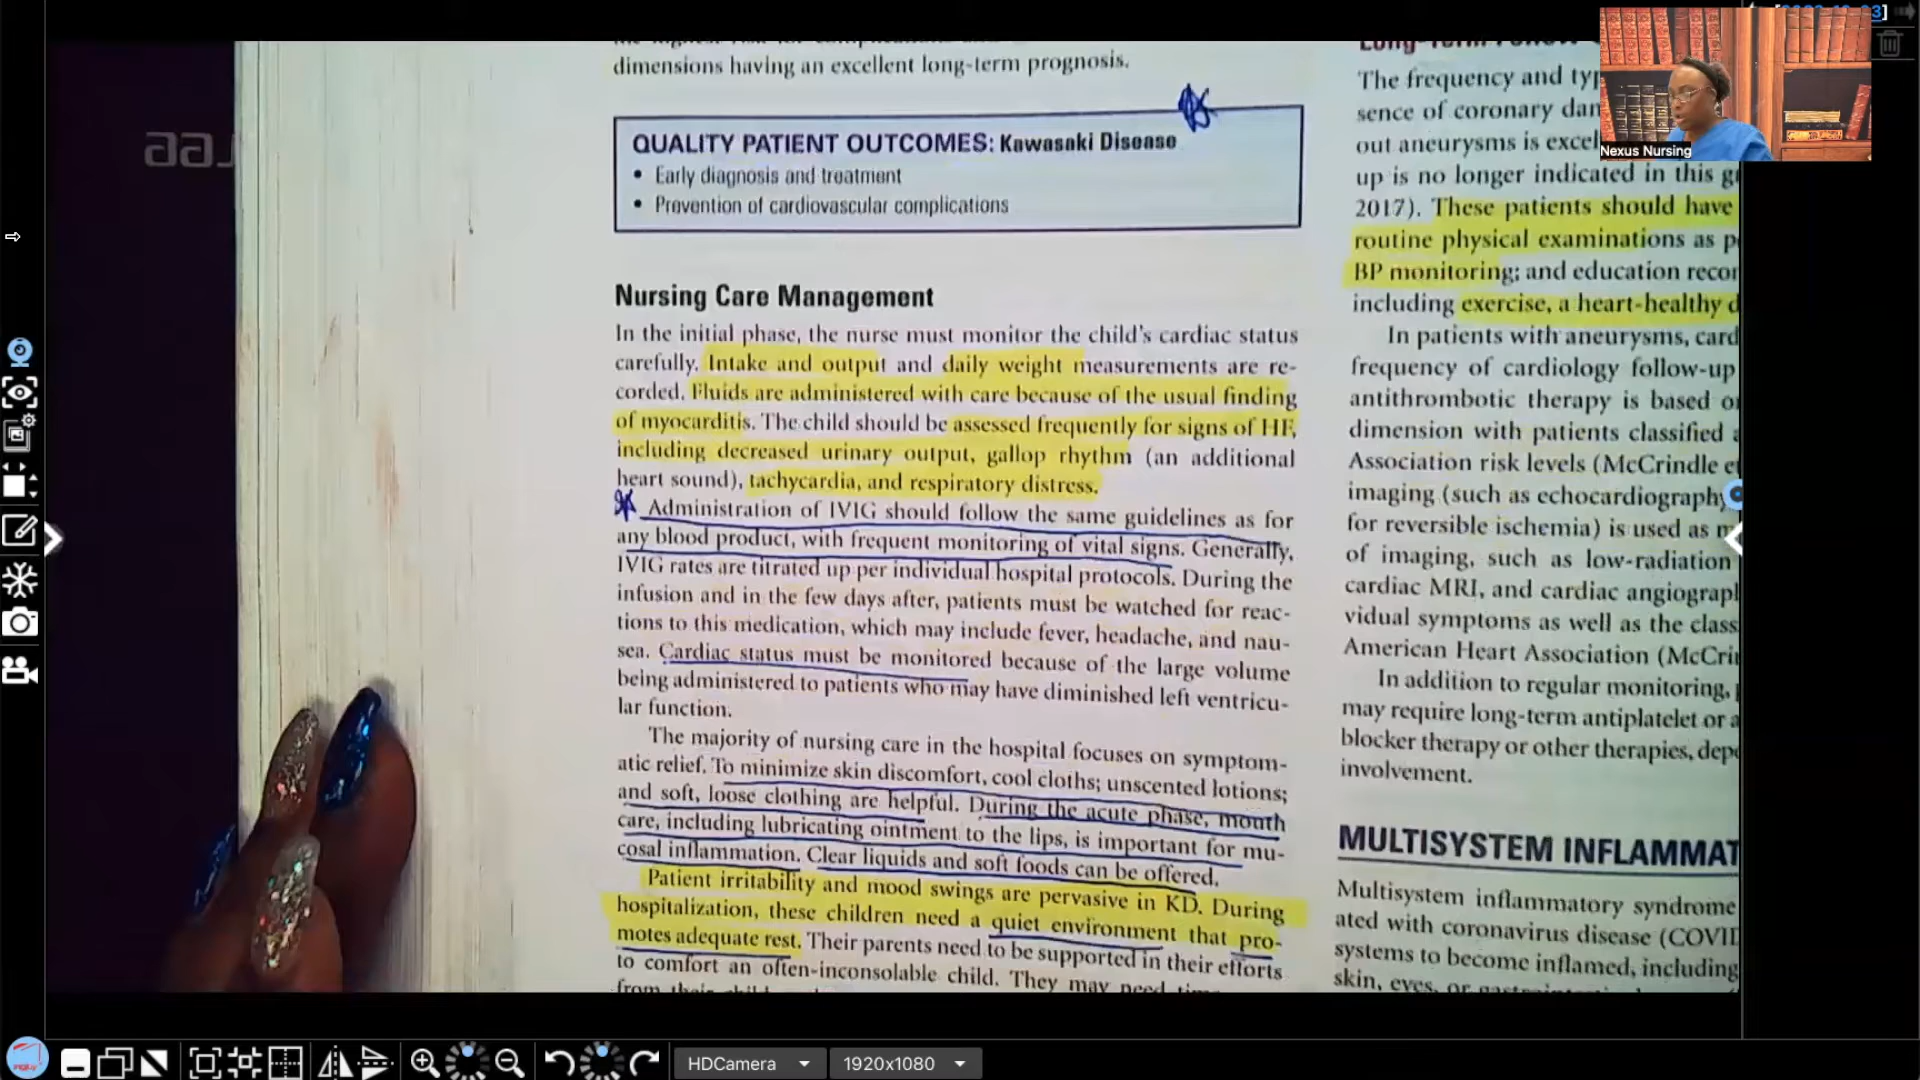 dimensions having an excellent long-term prognosis.
QUALITY PATIENT OUTCOMES: Kawasaki Disease
• Early diagnosis and treatment
• Prevention of cardiovascular complications
Nursing Care Management
In the initial phase, the nurse must monitor the child's cardiac status
carefully. Intake and output and daily weight measurements are re-
corded. Fluids are administered with care because of the usual finding
of myocarditis. The child should be assessed frequently for signs of HF,
including decreased urinary output, gallop rhythm (an additional
heart sound), tachycardia, and respiratory distress.
Administration of IVIG should follow the same guidelines as for
any blood product, with frequent monitoring of vital signs. Generally,
IVIG rates are titrated up per individual hospital protocols. During the
infusion and in the few days after, patients must be watched for reac-
tions to this medication, which may include fever, headache, and nau-
sea. Cardiac status must be monitored because of the large volume
being administered to patients who may have diminished left ventricu-
lar function.
The majority of nursing care in the hospital focuses on symptom-
atic relief. To minimize skin discomfort, cool cloths; unscented lotions;
and soft, loose clothing are helpful. During the acute phase, mouth
care, including lubricating ointment to the lips, is important for mu-
cosal inflammation. Clear liquids and soft foods can be offered.
Patient irritability and mood swings are pervasive in KD. During
hospitalization, these children need a quiet environment that pro-
motes adequate rest. Their parents need to be supported in their efforts
to comfort an often-inconsolable child. They may need
The frequency and
sence of coronary
out aneurysms is
up is no longer indicated in this
2017). These patients should have
routine physical examinations as
BP monitoring; and education
including exercise, a heart-healthy
In patients with aneurysms,
frequency of cardiology follow-up
antithrombotic therapy is based
dimension with patients classified
Association risk levels (McCrindle
imaging (such as echocardiography
for reversible ischemia) is used as
of imaging, such as low-radiation
cardiac MRI, and cardiac
vidual symptoms as well as the
American Heart Association
In addition to regular monitoring,
may require long-term antiplatelet or
blocker therapy or other therapies,
involvement.
MULTISYSTEM INFLAMMAT
Multisystem inflammatory syndrome
ated with coronavirus disease (COVID
systems to become inflamed, including
skin, eyes, or
Nexus Nursing
HDCamera
1920x1080